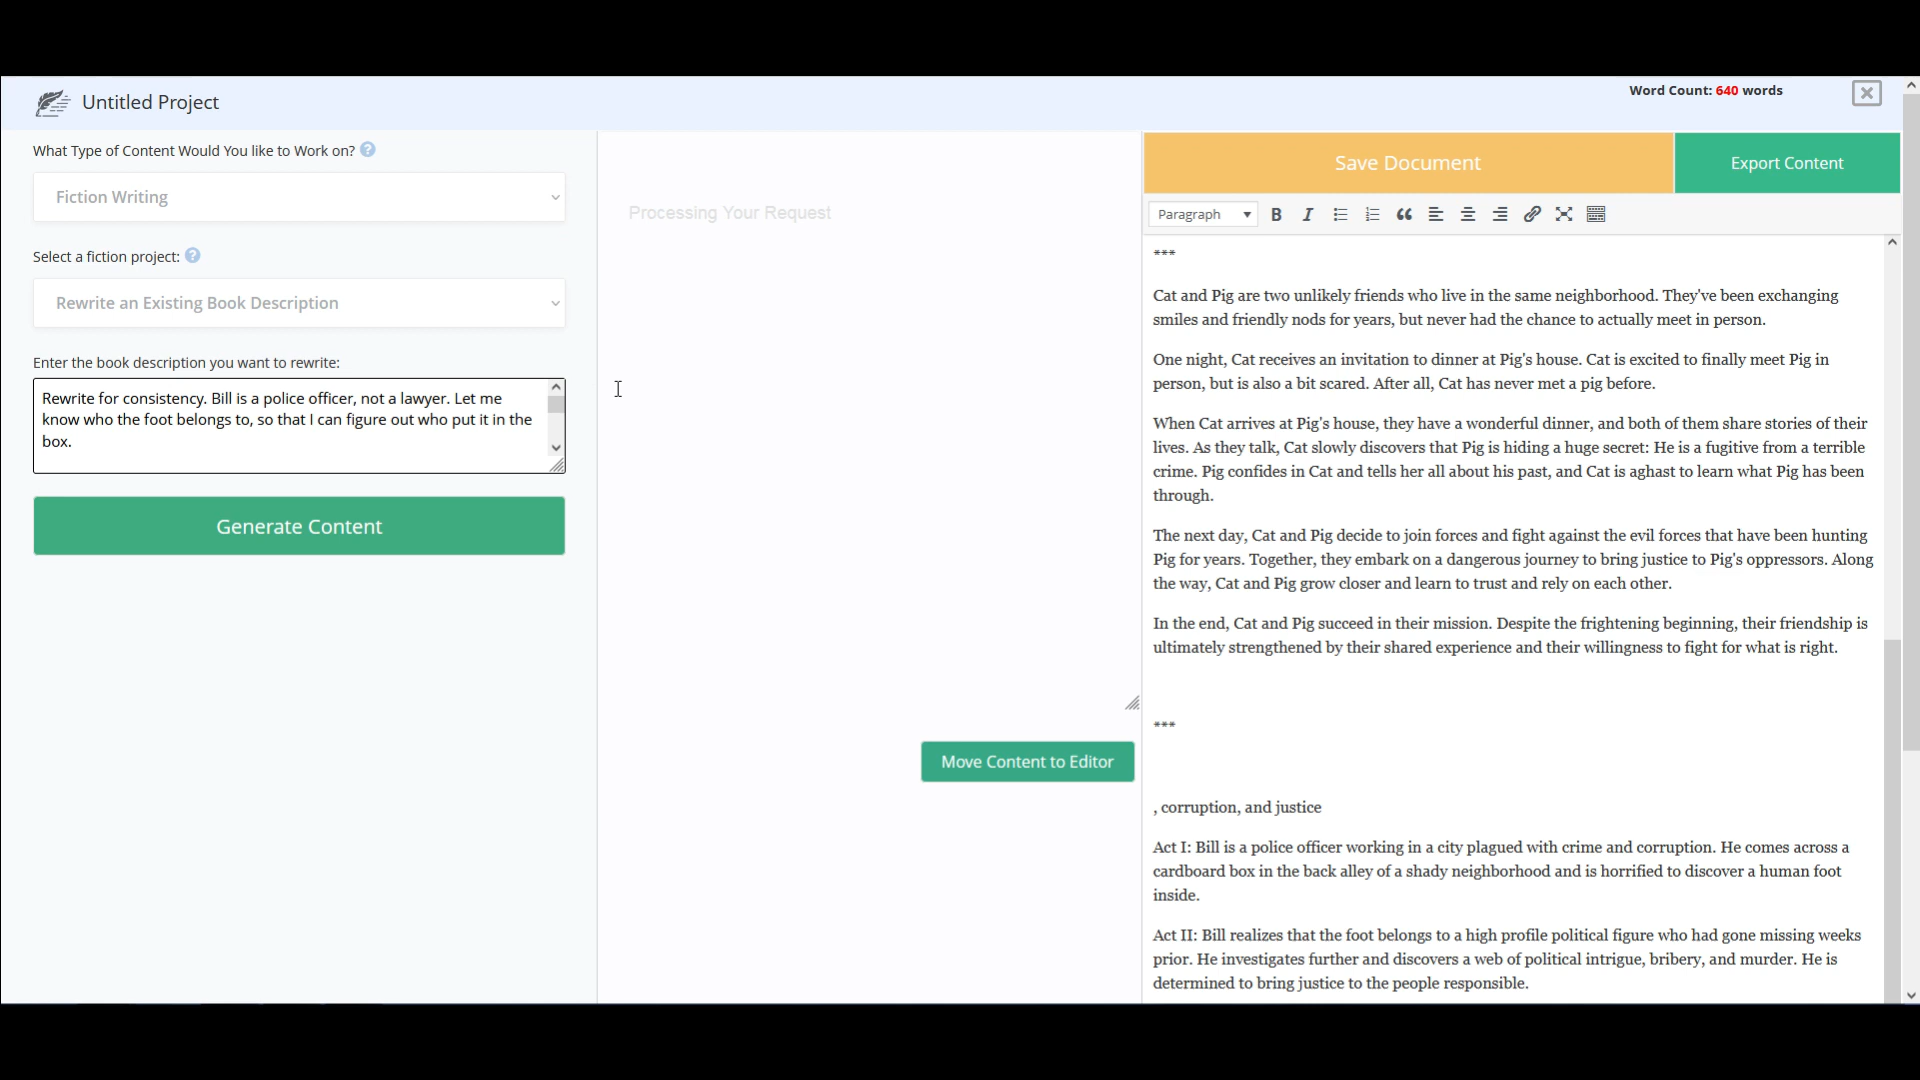 Untitled Project
Word Count: 640 words
What Type of Content Would You like to Work on? ?
Fiction Writing
Select a fiction project: ?
Rewrite an Existing Book Description
Enter the book description you want to rewrite:
Rewrite for consistency. Bill is a police officer, not a lawyer. Let me
know who the foot belongs to, so that I can figure out who put it in the
box.
Generate Content
Processing Your Request
Move Content to Editor
Save Document
Export Content
Paragraph
B I
***
Cat and Pig are two unlikely friends who live in the same neighborhood. They've been exchanging
smiles and friendly nods for years, but never had the chance to actually meet in person.
One night, Cat receives an invitation to dinner at Pig's house. Cat is excited to finally meet Pig in
person, but is also a bit scared. After all, Cat has never met a pig before.
When Cat arrives at Pig's house, they have a wonderful dinner, and both of them share stories of their
lives. As they talk, Cat slowly discovers that Pig is hiding a huge secret: He is a fugitive from a terrible
crime. Pig confides in Cat and tells her all about his past, and Cat is aghast to learn what Pig has been
through.
The next day, Cat and Pig decide to join forces and fight against the evil forces that have been hunting
Pig for years. Together, they embark on a dangerous journey to bring justice to Pig's oppressors. Along
the way, Cat and Pig grow closer and learn to trust and rely on each other.
In the end, Cat and Pig succeed in their mission. Despite the frightening beginning, their friendship is
ultimately strengthened by their shared experience and their willingness to fight for what is right.
***
, corruption, and justice
Act I: Bill is a police officer working in a city plagued with crime and corruption. He comes across a
cardboard box in the back alley of a shady neighborhood and is horrified to discover a human foot
inside.
Act II: Bill realizes that the foot belongs to a high profile political figure who had gone missing weeks
prior. He investigates further and discovers a web of political intrigue, bribery, and murder. He is
determined to bring justice to the people responsible.